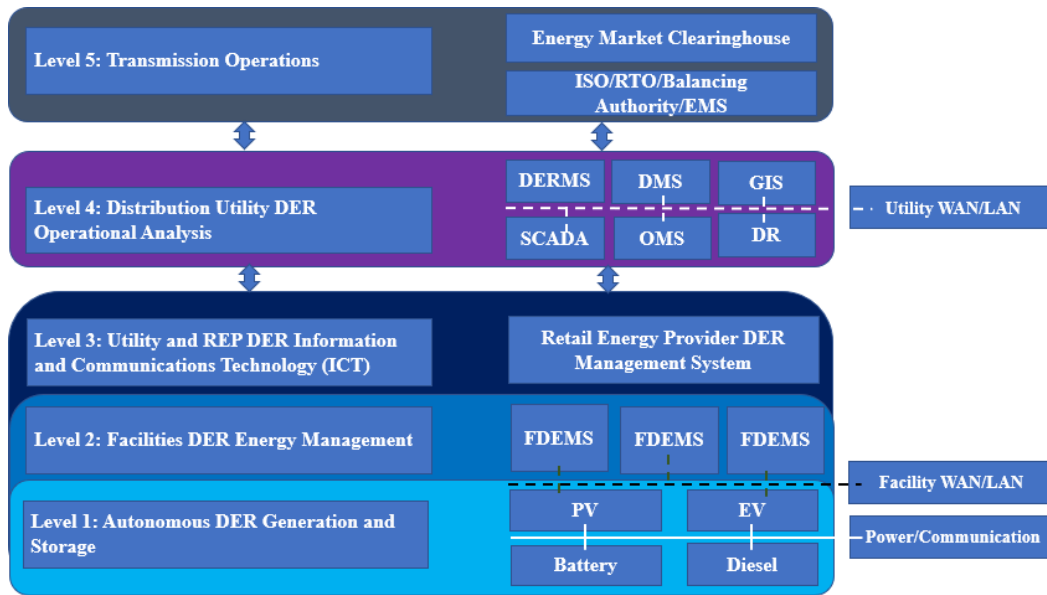 Level 5: Transmission Operations
Energy Market Clearinghouse
ISO/RTO/Balancing
Authority/EMS
Level 4: Distribution Utility DER
Operational Analysis
DERMS
DMS
GIS
SCADA
OMS
DR
Utility WAN/LAN
Level 3: Utility and REP DER Information
and Communications Technology (ICT)
Retail Energy Provider DER
Management System
Level 2: Facilities DER Energy Management
FDEMS
FDEMS
FDEMS
Facility WAN/LAN
Level 1: Autonomous DER Generation and
Storage
PV
EV
Power/Communication
Battery
Diesel